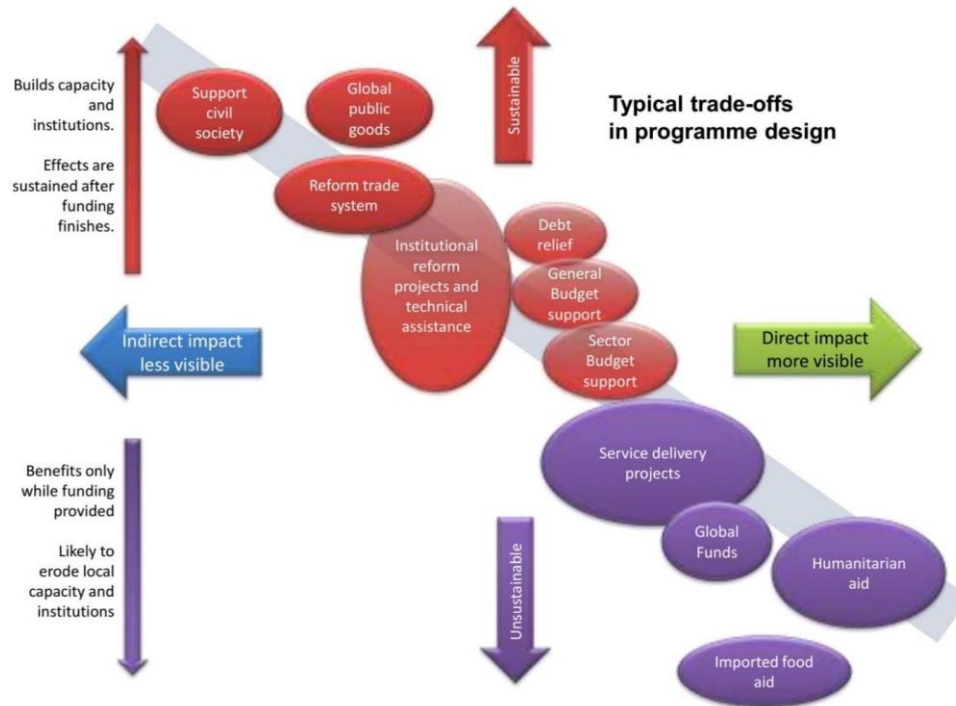 Typical trade-offs
in programme design
Builds capacity
and
institutions.
Effects are
sustained after
funding
finishes.
Support
civil
society
Global
public
goods
Sustainable
Reform trade
system
Institutional
reform
projects and
technical
assistance
Debt
relief
General
Budget
support
Sector
Budget
support
Indirect impact
less visible
Direct impact
more visible
Benefits only
while funding
provided
Likely to
erode local
capacity and
institutions
Service delivery
projects
Global
Funds
Humanitarian
aid
Unsustainable
Imported food
aid